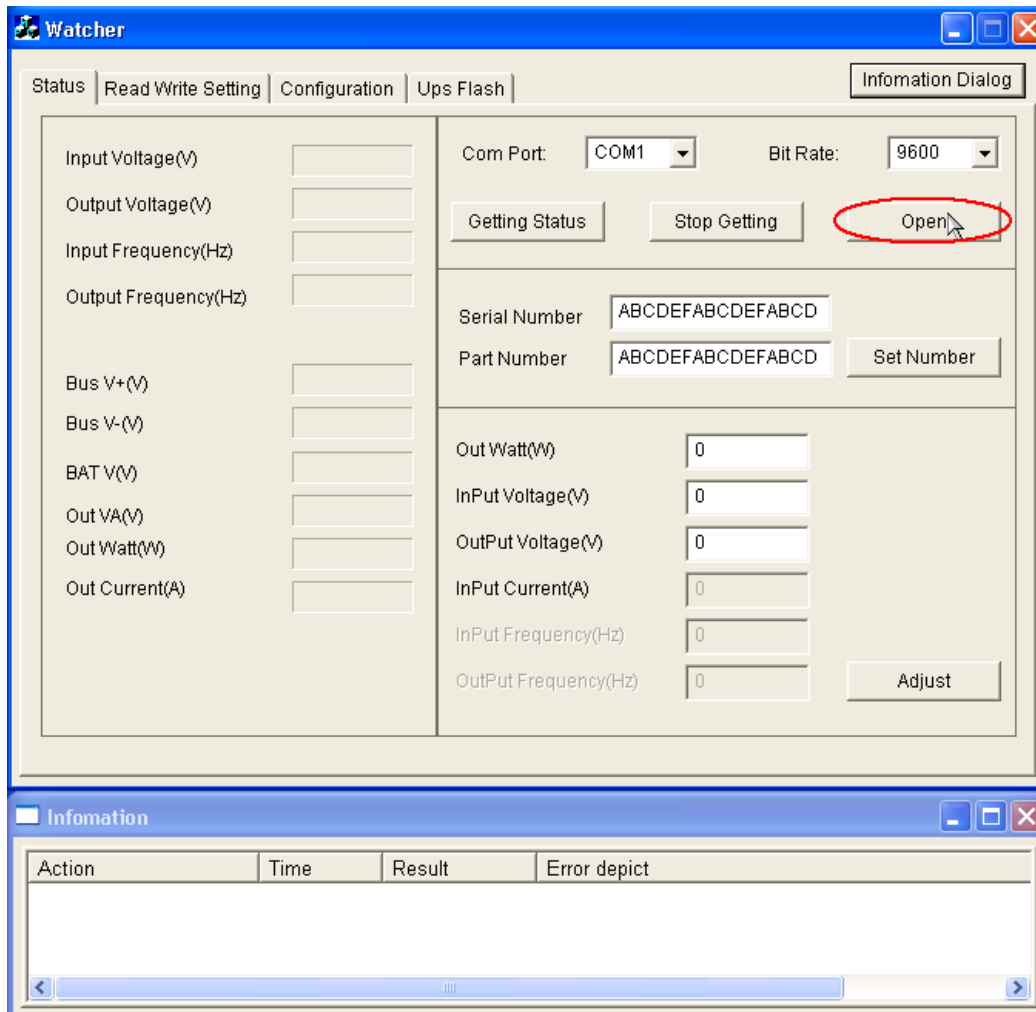 Watcher
Status Read Write Setting Configuration Ups Flash Infomation Dialog
Input Voltage(V)
Output Voltage(V)
Input Frequency(Hz)
Output Frequency(Hz)
Bus V+(V)
Bus V-(V)
BAT V(V)
Out VA(V)
Out Watt(W)
Out Current(A)
Com Port: COM1 Bit Rate: 9600
Getting Status Stop Getting Open
Serial Number ABCDEFABCDEFABCD
Part Number ABCDEFABCDEFABCD Set Number
Out Watt(W) 0
InPut Voltage(V) 0
OutPut Voltage(V) 0
InPut Current(A) 0
InPut Frequency(Hz) 0
OutPut Frequency(Hz) 0 Adjust
Infomation
Action Time Result Error depict